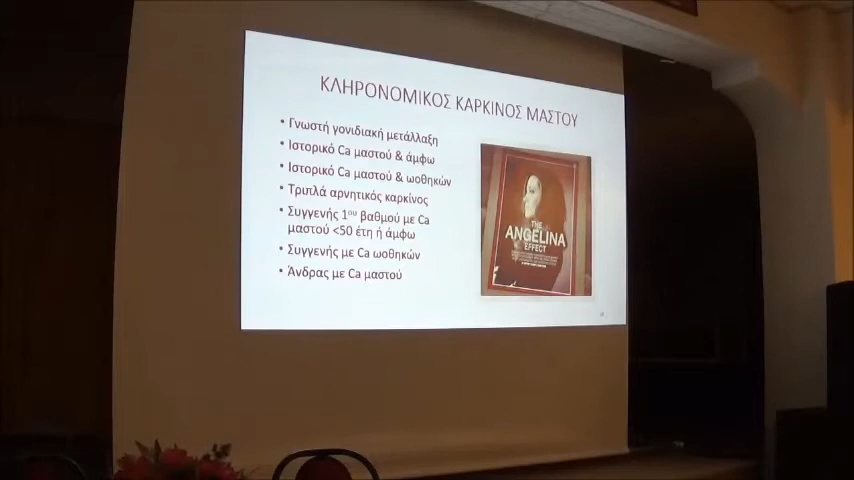 ΚΛΗΡΟΝΟΜΙΚΟΣ ΚΑΡΚΙΝΟΣ ΜΑΣΤΟΥ
• Γνωστή γονιδιακή μετάλλαξη
• Ιστορικό Ca μαστού & άμφω
• Ιστορικό Ca μαστού & ωοθηκών
• Τριπλά αρνητικός καρκίνος
• Συγγενής 1ου βαθμού με Ca
μαστού <50 έτη ή άμφω
• Συγγενής με Ca ωοθηκών
• Άνδρας με Ca μαστού
THE
ANGELINA
EFFECT